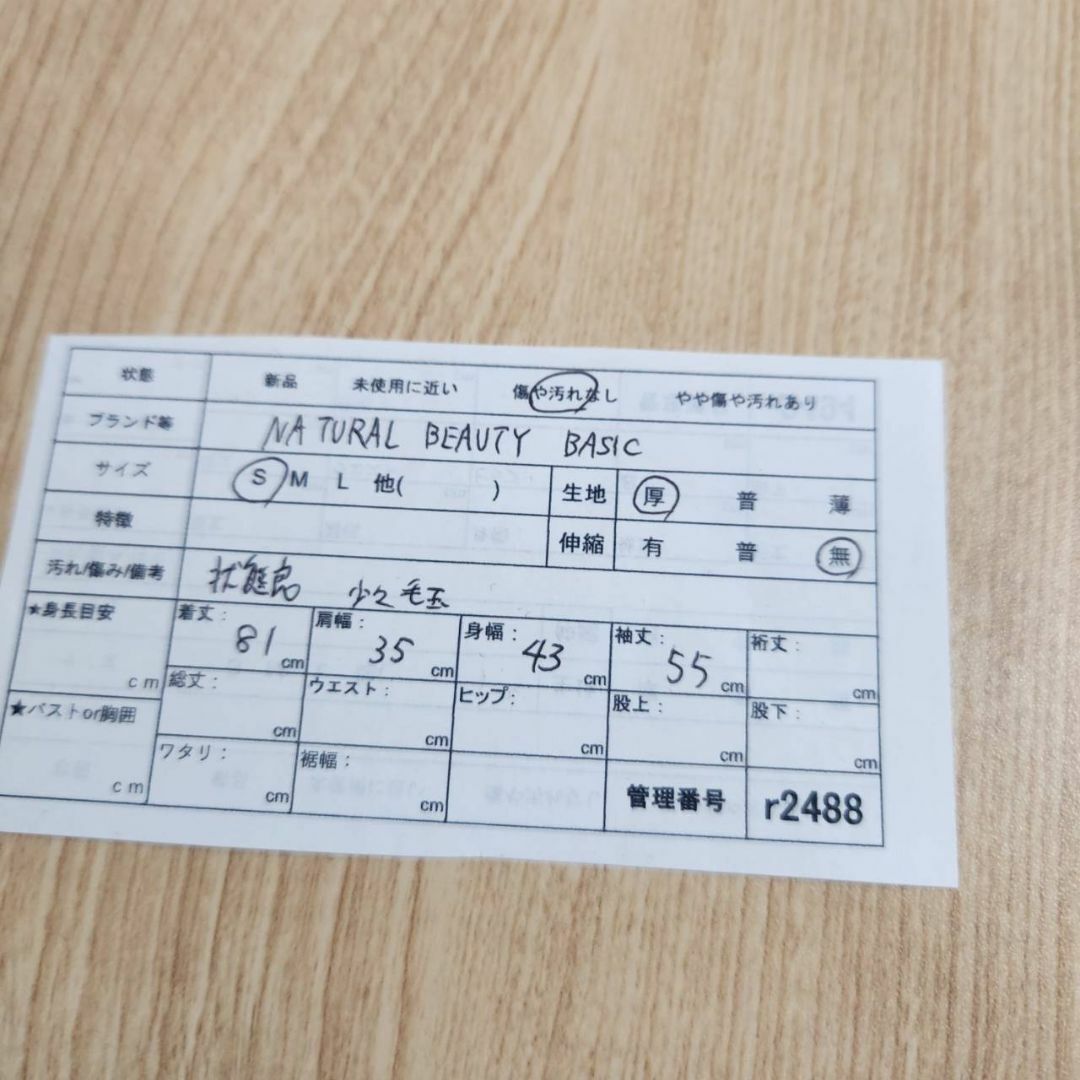 状態 新品 未使用に近い 傷や汚れなし やや傷や汚れあり
ブランド等 NATURAL BEAUTY BASIC
サイズ S M L 他( ) 生地 厚 普 薄
特徴 伸縮 有 普 無
汚れ/傷み/備考 状態良 少々毛玉
★身長目安 cm 着丈: 81 cm 肩幅: 35 cm 身幅: 43 cm 袖丈: 55 cm 裄丈: cm
総丈: cm ウエスト: cm ヒップ: cm 股上: cm 股下: cm
★バストor胸囲 cm ワタリ: cm 裾幅: cm 管理番号 r2488